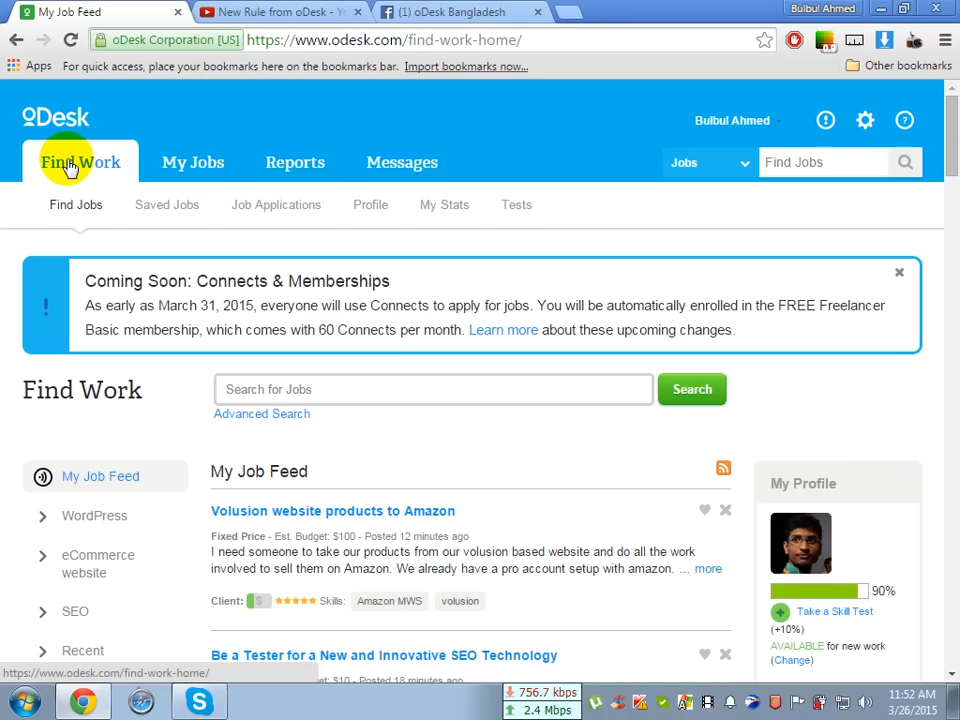 My Job Feed
New Rule from oDesk - Y
(1) oDesk Bangladesh
Bulbul Ahmed
oDesk Corporation [US]
https://www.odesk.com/find-work-home/
Apps
For quick access, place your bookmarks here on the bookmarks bar. Import bookmarks now...
Other bookmarks
oDesk
Bulbul Ahmed
Find Work
My Jobs
Reports
Messages
Jobs
Find Jobs
Find Jobs
Saved Jobs
Job Applications
Profile
My Stats
Tests
Coming Soon: Connects & Memberships
As early as March 31, 2015, everyone will use Connects to apply for jobs. You will be automatically enrolled in the FREE Freelancer
Basic membership, which comes with 60 Connects per month. Learn more about these upcoming changes.
Find Work
Search for Jobs
Search
Advanced Search
My Job Feed
WordPress
eCommerce
website
SEO
Recent
My Job Feed
Volusion website products to Amazon
Fixed Price - Est. Budget: $100 - Posted 12 minutes ago
I need someone to take our products from our volusion based website and do all the work
involved to sell them on Amazon. We already have a pro account setup with amazon. ... more
Client: $ Skills: Amazon MWS volusion
Be a Tester for a New and Innovative SEO Technology
My Profile
90%
Take a Skill Test
(+10%)
AVAILABLE for new work
(Change)
https://www.odesk.com/find-work-home/
756.7 kbps
2.4 Mbps
11:52 AM
3/26/2015